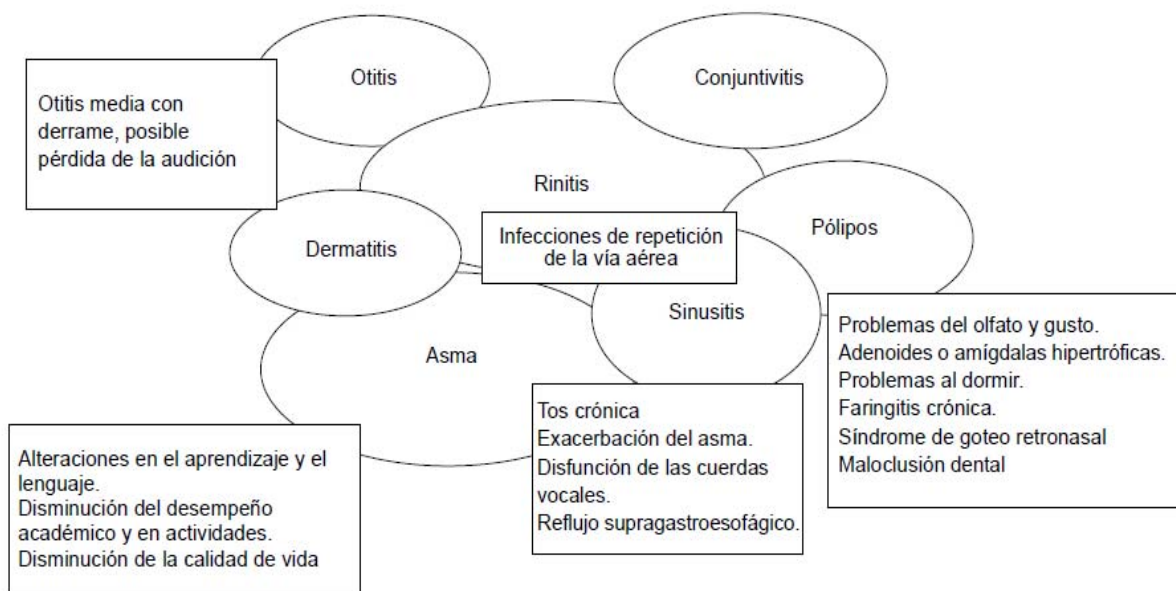 Otitis
Conjuntivitis
Otitis media con
derrame, posible
pérdida de la audición
Rinitis
Dermatitis
Infecciones de repetición
de la vía aérea
Pólipos
Sinusitis
Asma
Problemas del olfato y gusto.
Adenoides o amígdalas hipertróficas.
Problemas al dormir.
Faringitis crónica.
Síndrome de goteo retronasal
Maloclusión dental
Tos crónica
Exacerbación del asma.
Disfunción de las cuerdas
vocales.
Reflujo supragastroesofágico.
Alteraciones en el aprendizaje y el
lenguaje.
Disminución del desempeño
académico y en actividades.
Disminución de la calidad de vida